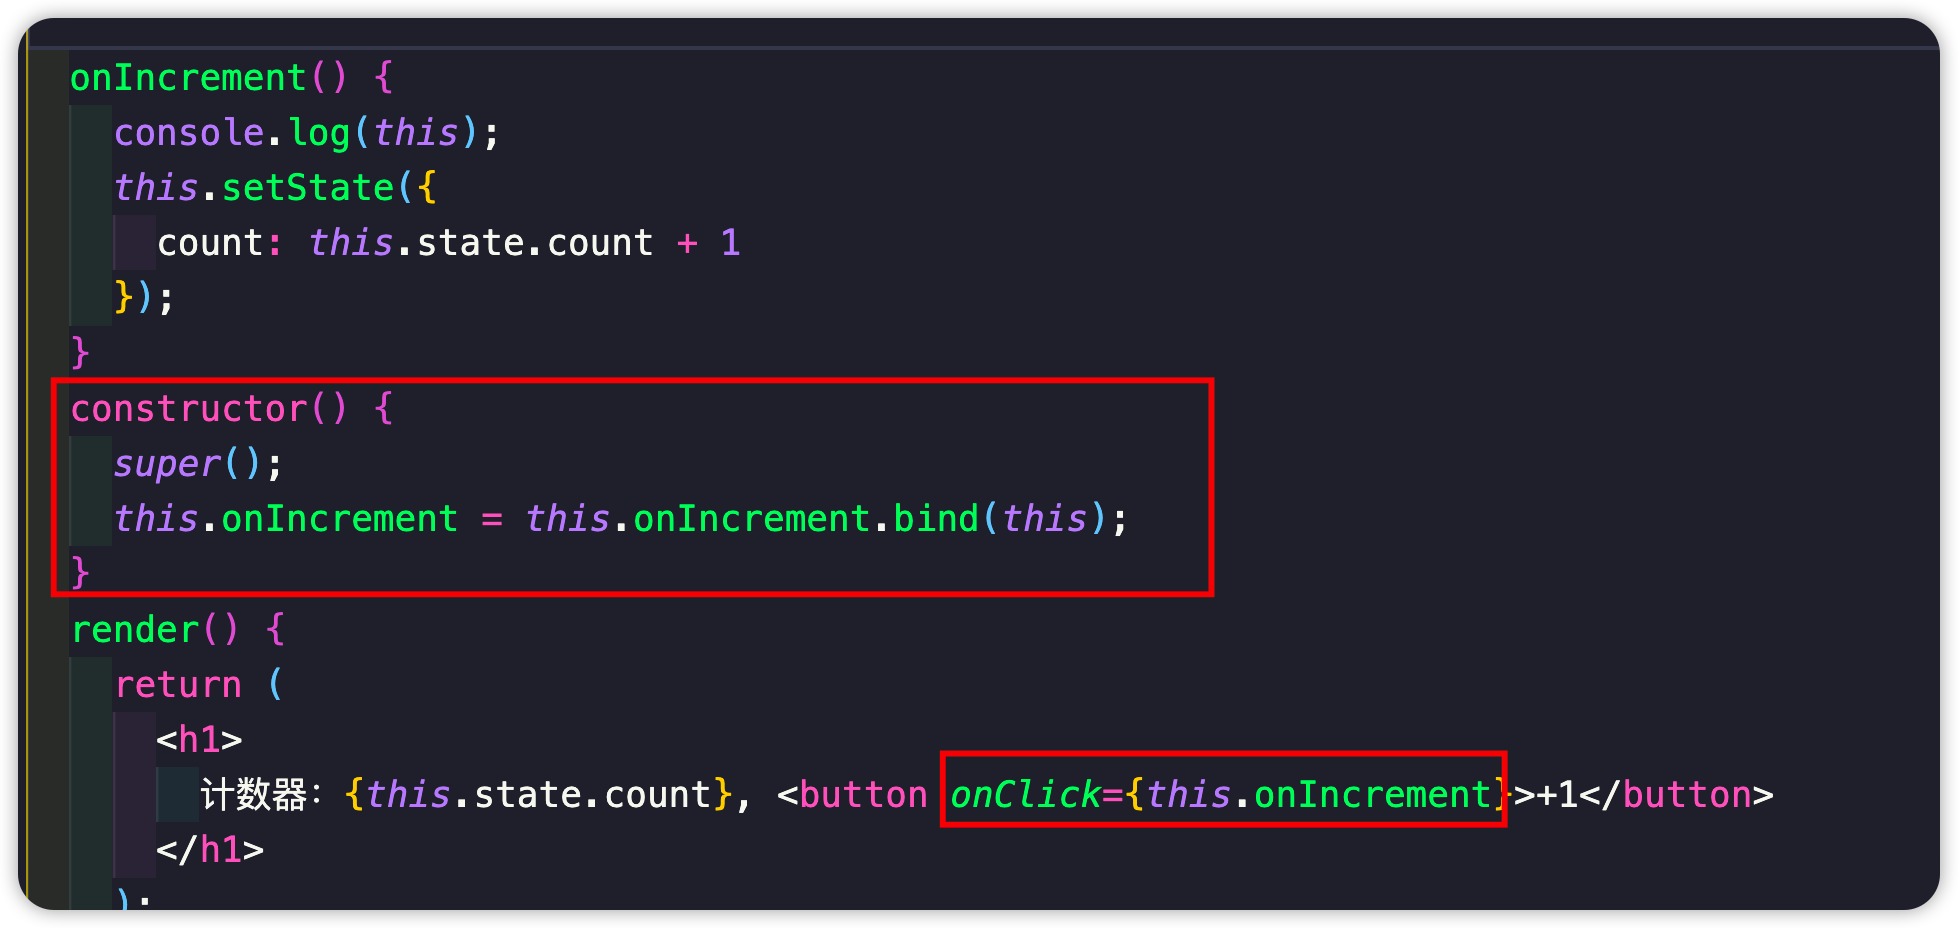 onIncrement() {
console.log(this);
this.setState({
count: this.state.count + 1
});
}
constructor() {
super();
this.onIncrement = this.onIncrement.bind(this);
}
render() {
return (
<h1>
计数器: {this.state.count}, <button onClick={this.onIncrement}>+1</button>
</h1>
);